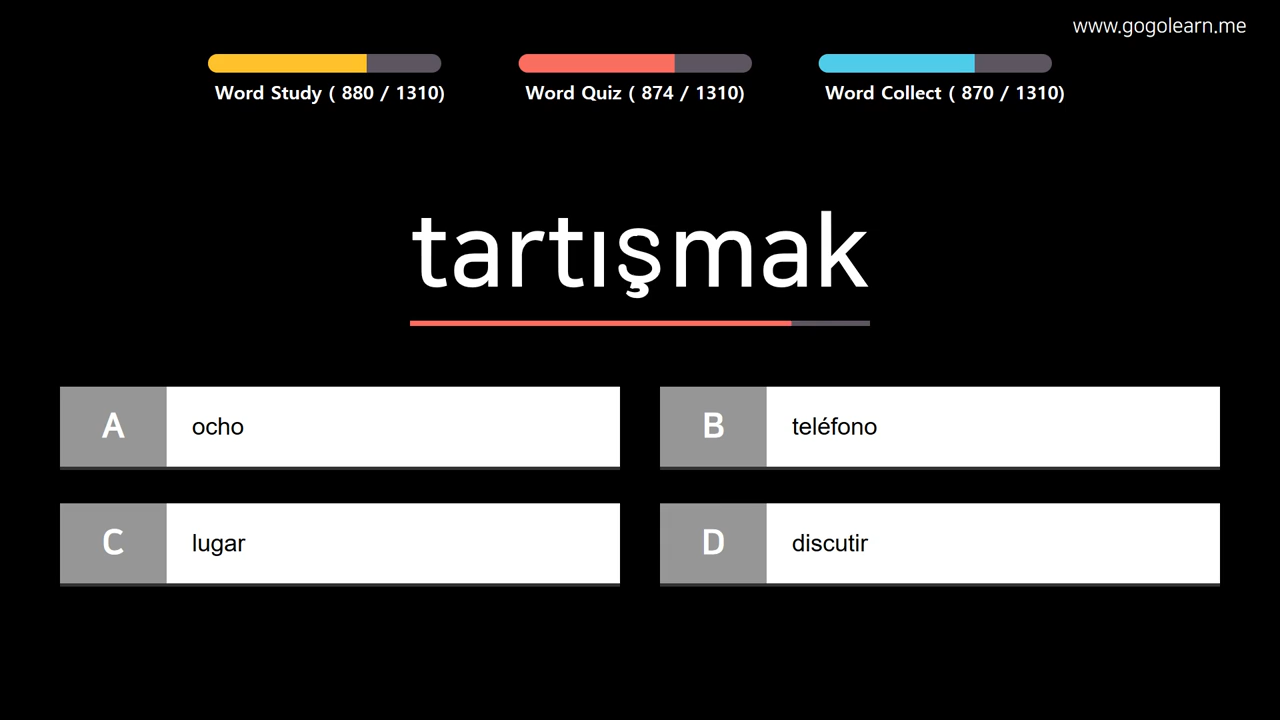 www.gogolearn.me
Word Study ( 880 / 1310)
Word Quiz ( 874 / 1310)
Word Collect ( 870 / 1310)
tartışmak
A
ocho
B
teléfono
C
lugar
D
discutir